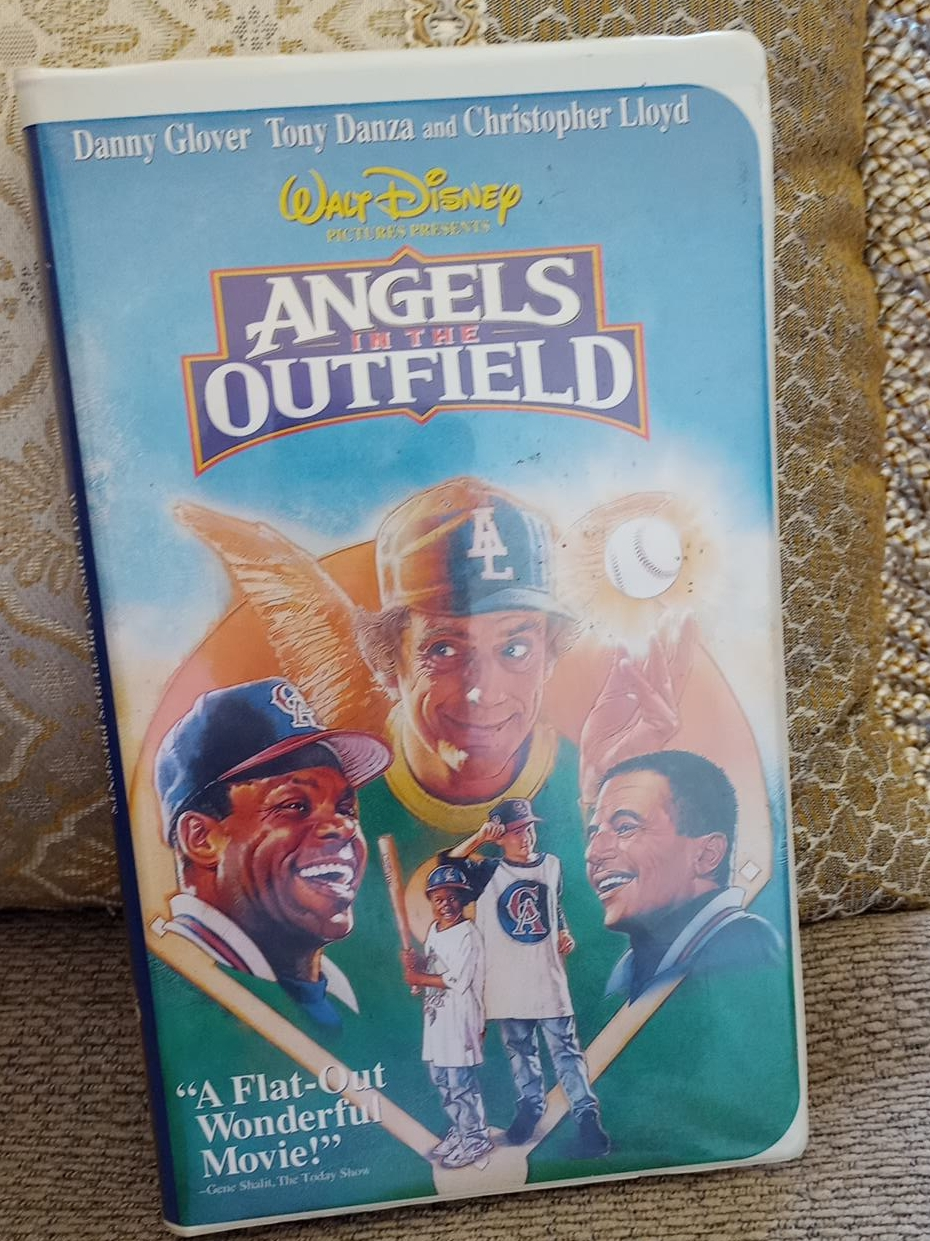 Danny Glover Tony Danza and Christopher Lloyd
WALT DISNEY
PICTURES PRESENTS
ANGELS
IN THE
OUTFIELD
AL
CA
CA
"A Flat-Out
Wonderful
Movie!"
–Gene Shalit, The Today Show